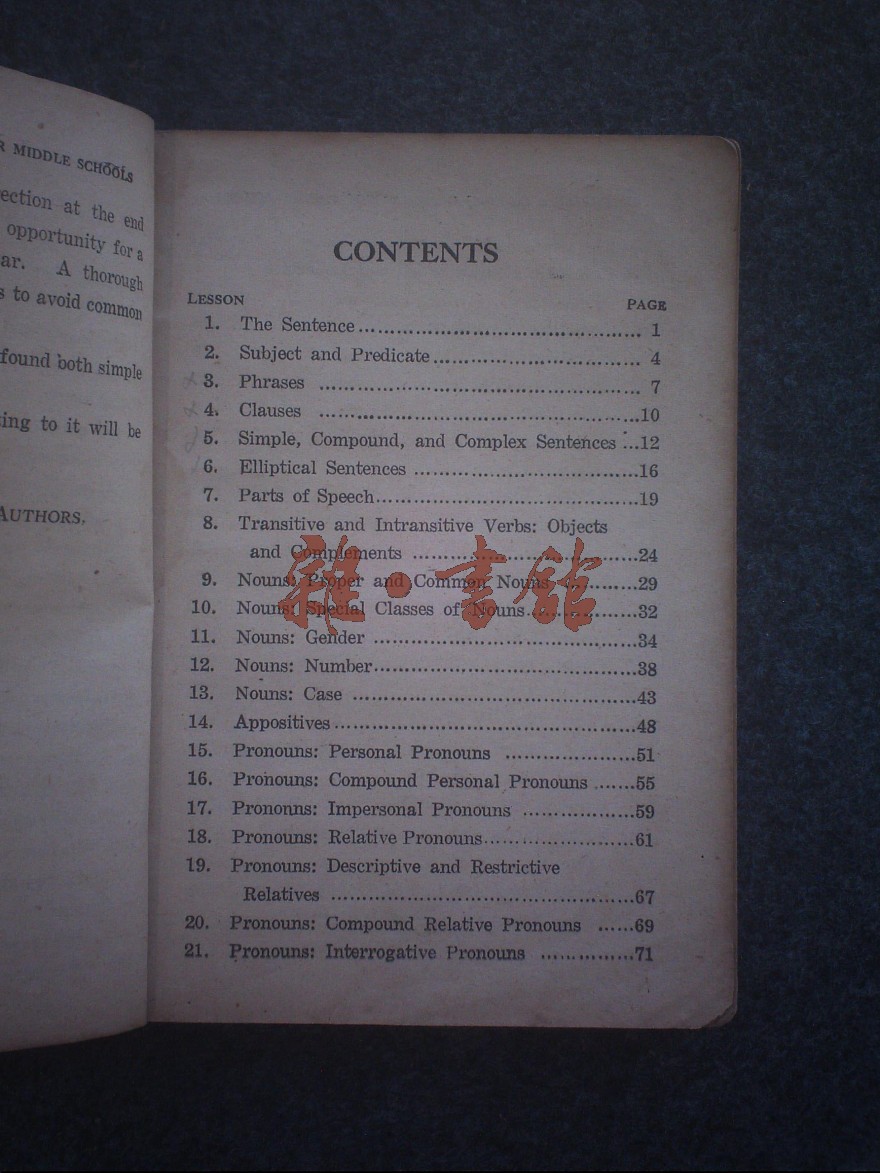 R MIDDLE SCHOOLS
ection at the end
opportunity for a
ar. A thorough
s to avoid common
found both simple
ing to it will be
AUTHORS.
CONTENTS
LESSON PAGE
1. The Sentence........................................ 1
2. Subject and Predicate............................ 4
3. Phrases ............................................ 7
4. Clauses ............................................10
5. Simple, Compound, and Complex Sentences ...12
6. Elliptical Sentences ..............................16
7. Parts of Speech....................................19
8. Transitive and Intransitive Verbs: Objects
and Complements ..............................24
9. Nouns: Proper and Common Nouns ............29
10. Nouns: Special Classes of Nouns...............32
11. Nouns: Gender ....................................34
12. Nouns: Number....................................38
13. Nouns: Case .......................................43
14. Appositives..........................................48
15. Pronouns: Personal Pronouns ..................51
16. Pronouns: Compound Personal Pronouns ......55
17. Prononns: Impersonal Pronouns ...............59
18. Pronouns: Relative Pronouns.....................61
19. Pronouns: Descriptive and Restrictive
Relatives ..........................................67
20. Pronouns: Compound Relative Pronouns ......69
21. Pronouns: Interrogative Pronouns ...............71
雜·書館